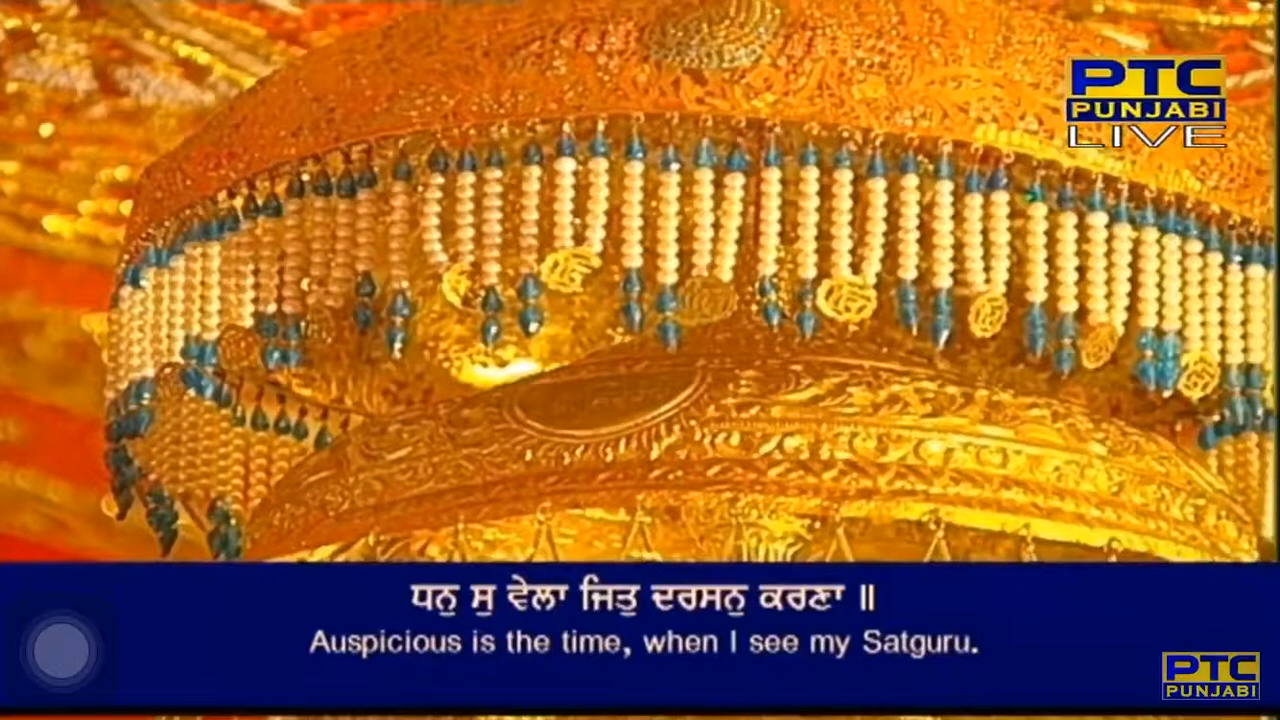 PTC
PUNJABI
LIVE
ਧਨੁ ਸੁ ਵੇਲਾ ਜਿਤੁ ਦਰਸਨੁ ਕਰਣਾ ॥
Auspicious is the time, when I see my Satguru.
PTC
PUNJABI